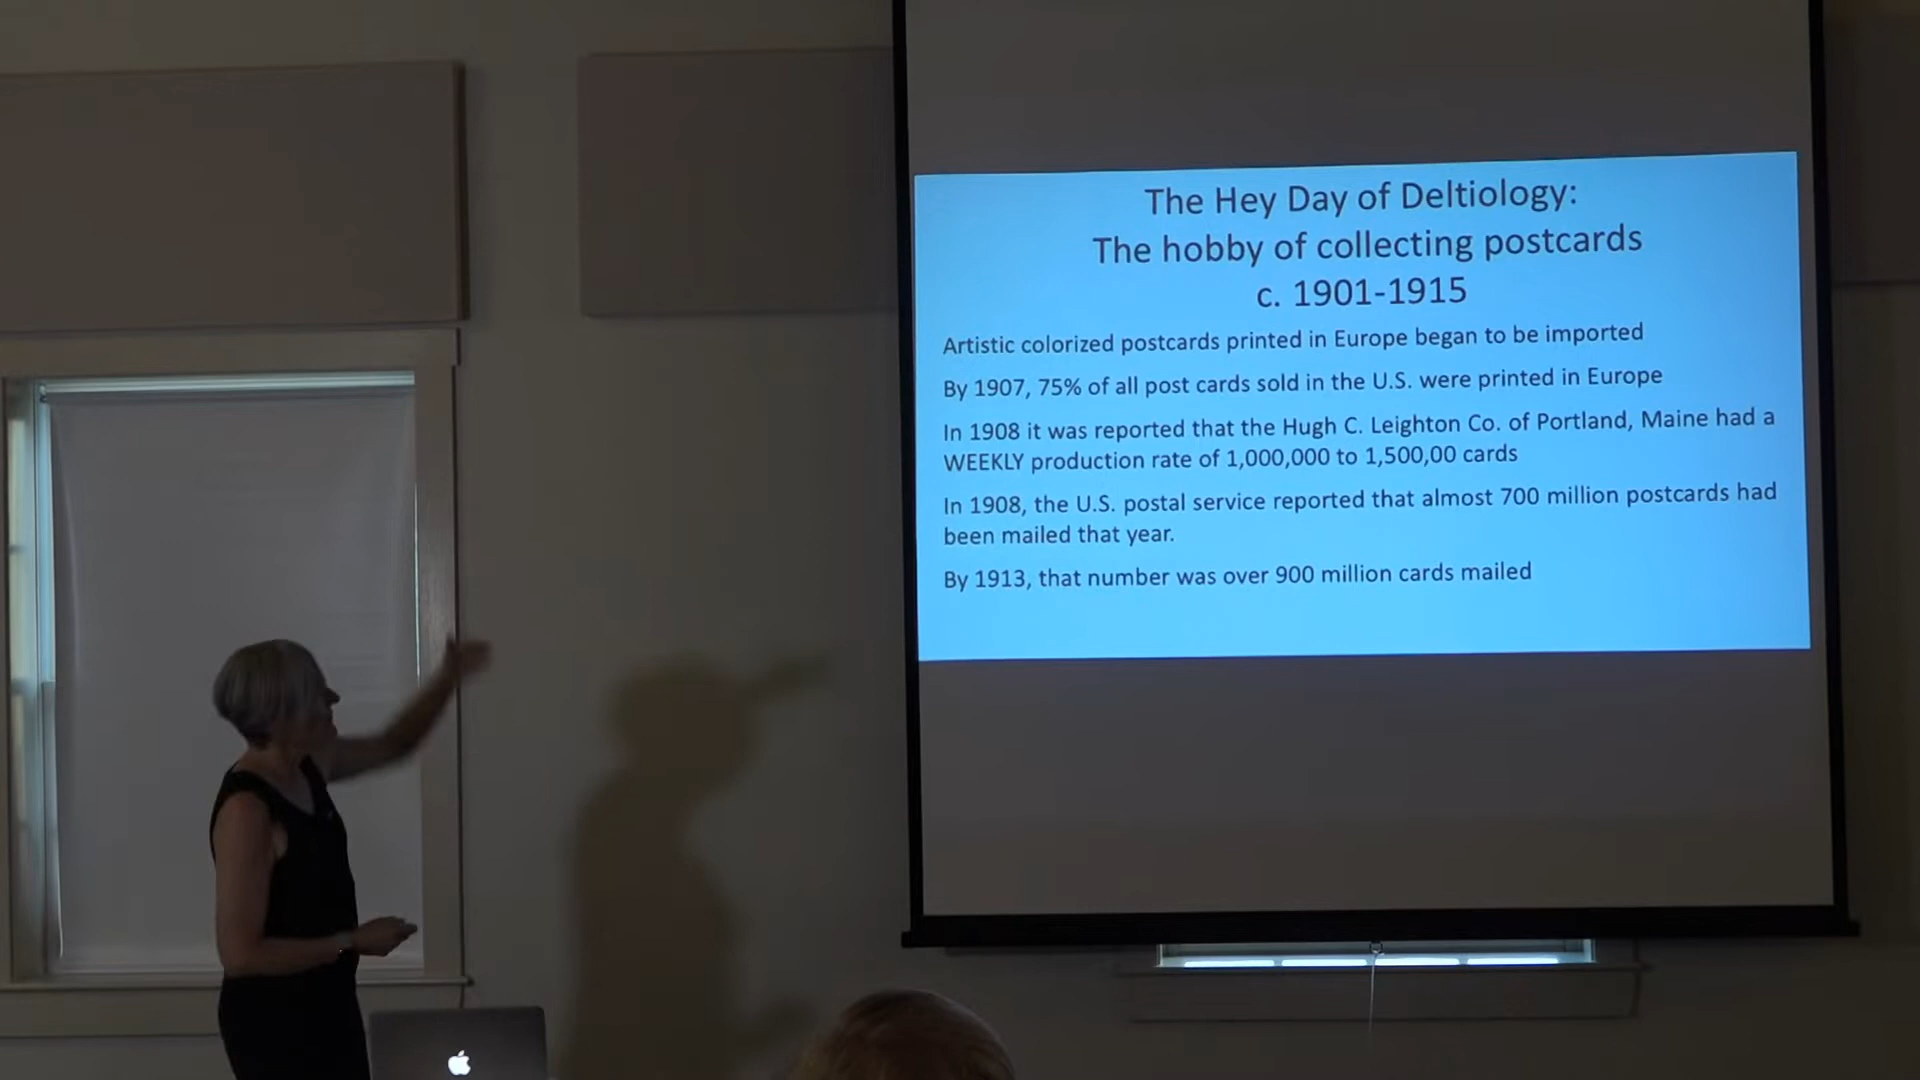 The Hey Day of Deltiology:
The hobby of collecting postcards
c. 1901-1915
Artistic colorized postcards printed in Europe began to be imported
By 1907, 75% of all post cards sold in the U.S. were printed in Europe
In 1908 it was reported that the Hugh C. Leighton Co. of Portland, Maine had a
WEEKLY production rate of 1,000,000 to 1,500,00 cards
In 1908, the U.S. postal service reported that almost 700 million postcards had
been mailed that year.
By 1913, that number was over 900 million cards mailed